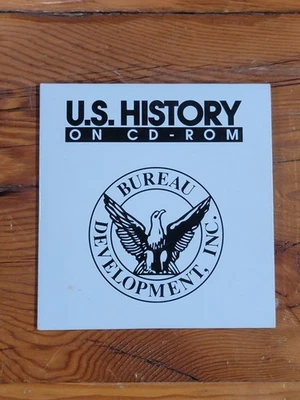 U.S. HISTORY
ON CD-ROM
BUREAU
DEVELOPMENT, INC.